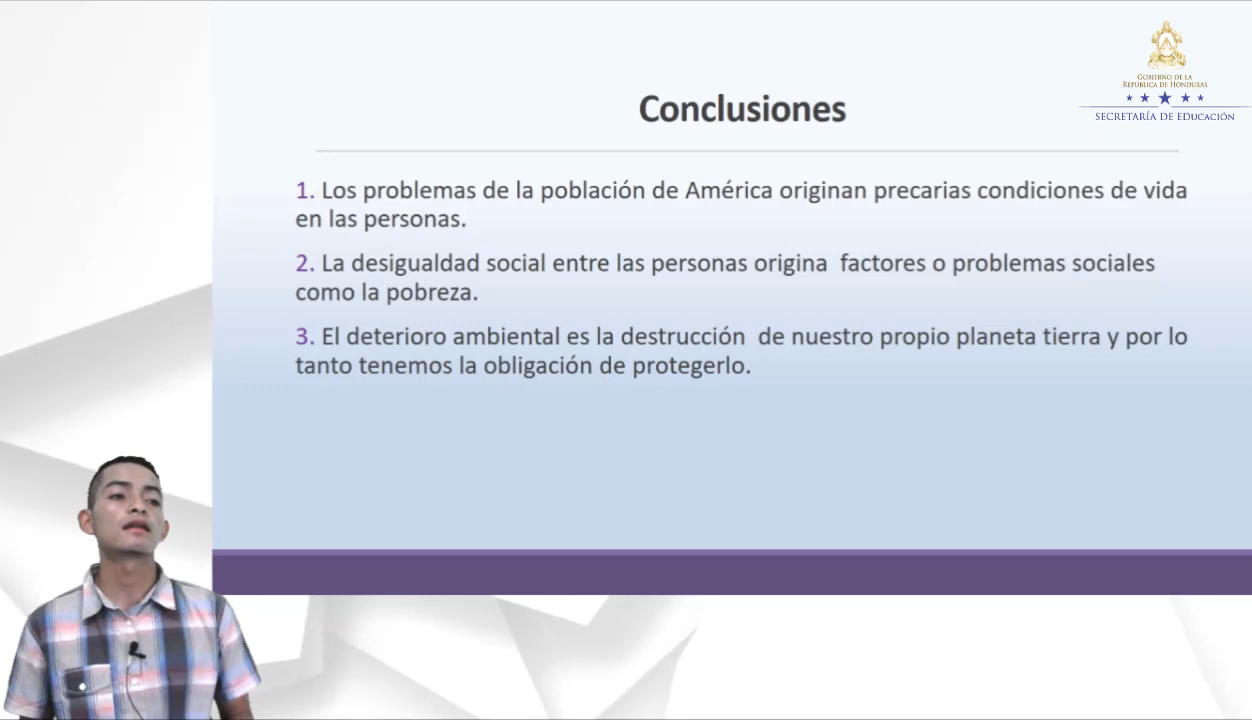 GOBIERNO DE LA
REPÚBLICA DE HONDURAS
SECRETARÍA DE EDUCACIÓN
Conclusiones
1. Los problemas de la población de América originan precarias condiciones de vida
en las personas.
2. La desigualdad social entre las personas origina factores o problemas sociales
como la pobreza.
3. El deterioro ambiental es la destrucción de nuestro propio planeta tierra y por lo
tanto tenemos la obligación de protegerlo.